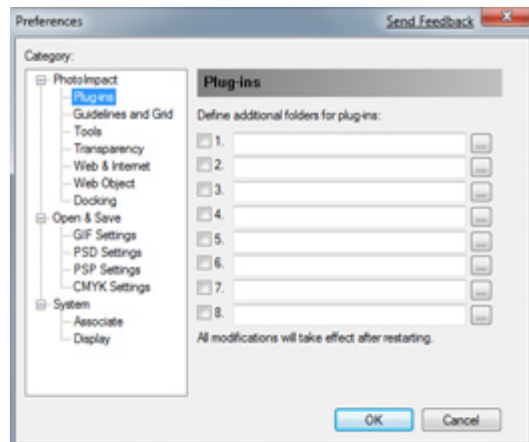 Preferences
Send Feedback
Category:
PhotoImpact
Plug-ins
Guidelines and Grid
Tools
Transparency
Web & Internet
Web Object
Docking
Open & Save
GIF Settings
PSD Settings
PSP Settings
CMYK Settings
System
Associate
Display
Plug-ins
Define additional folders for plug-ins:
1. ...
2. ...
3. ...
4. ...
5. ...
6. ...
7. ...
8. ...
All modifications will take effect after restarting.
OK
Cancel